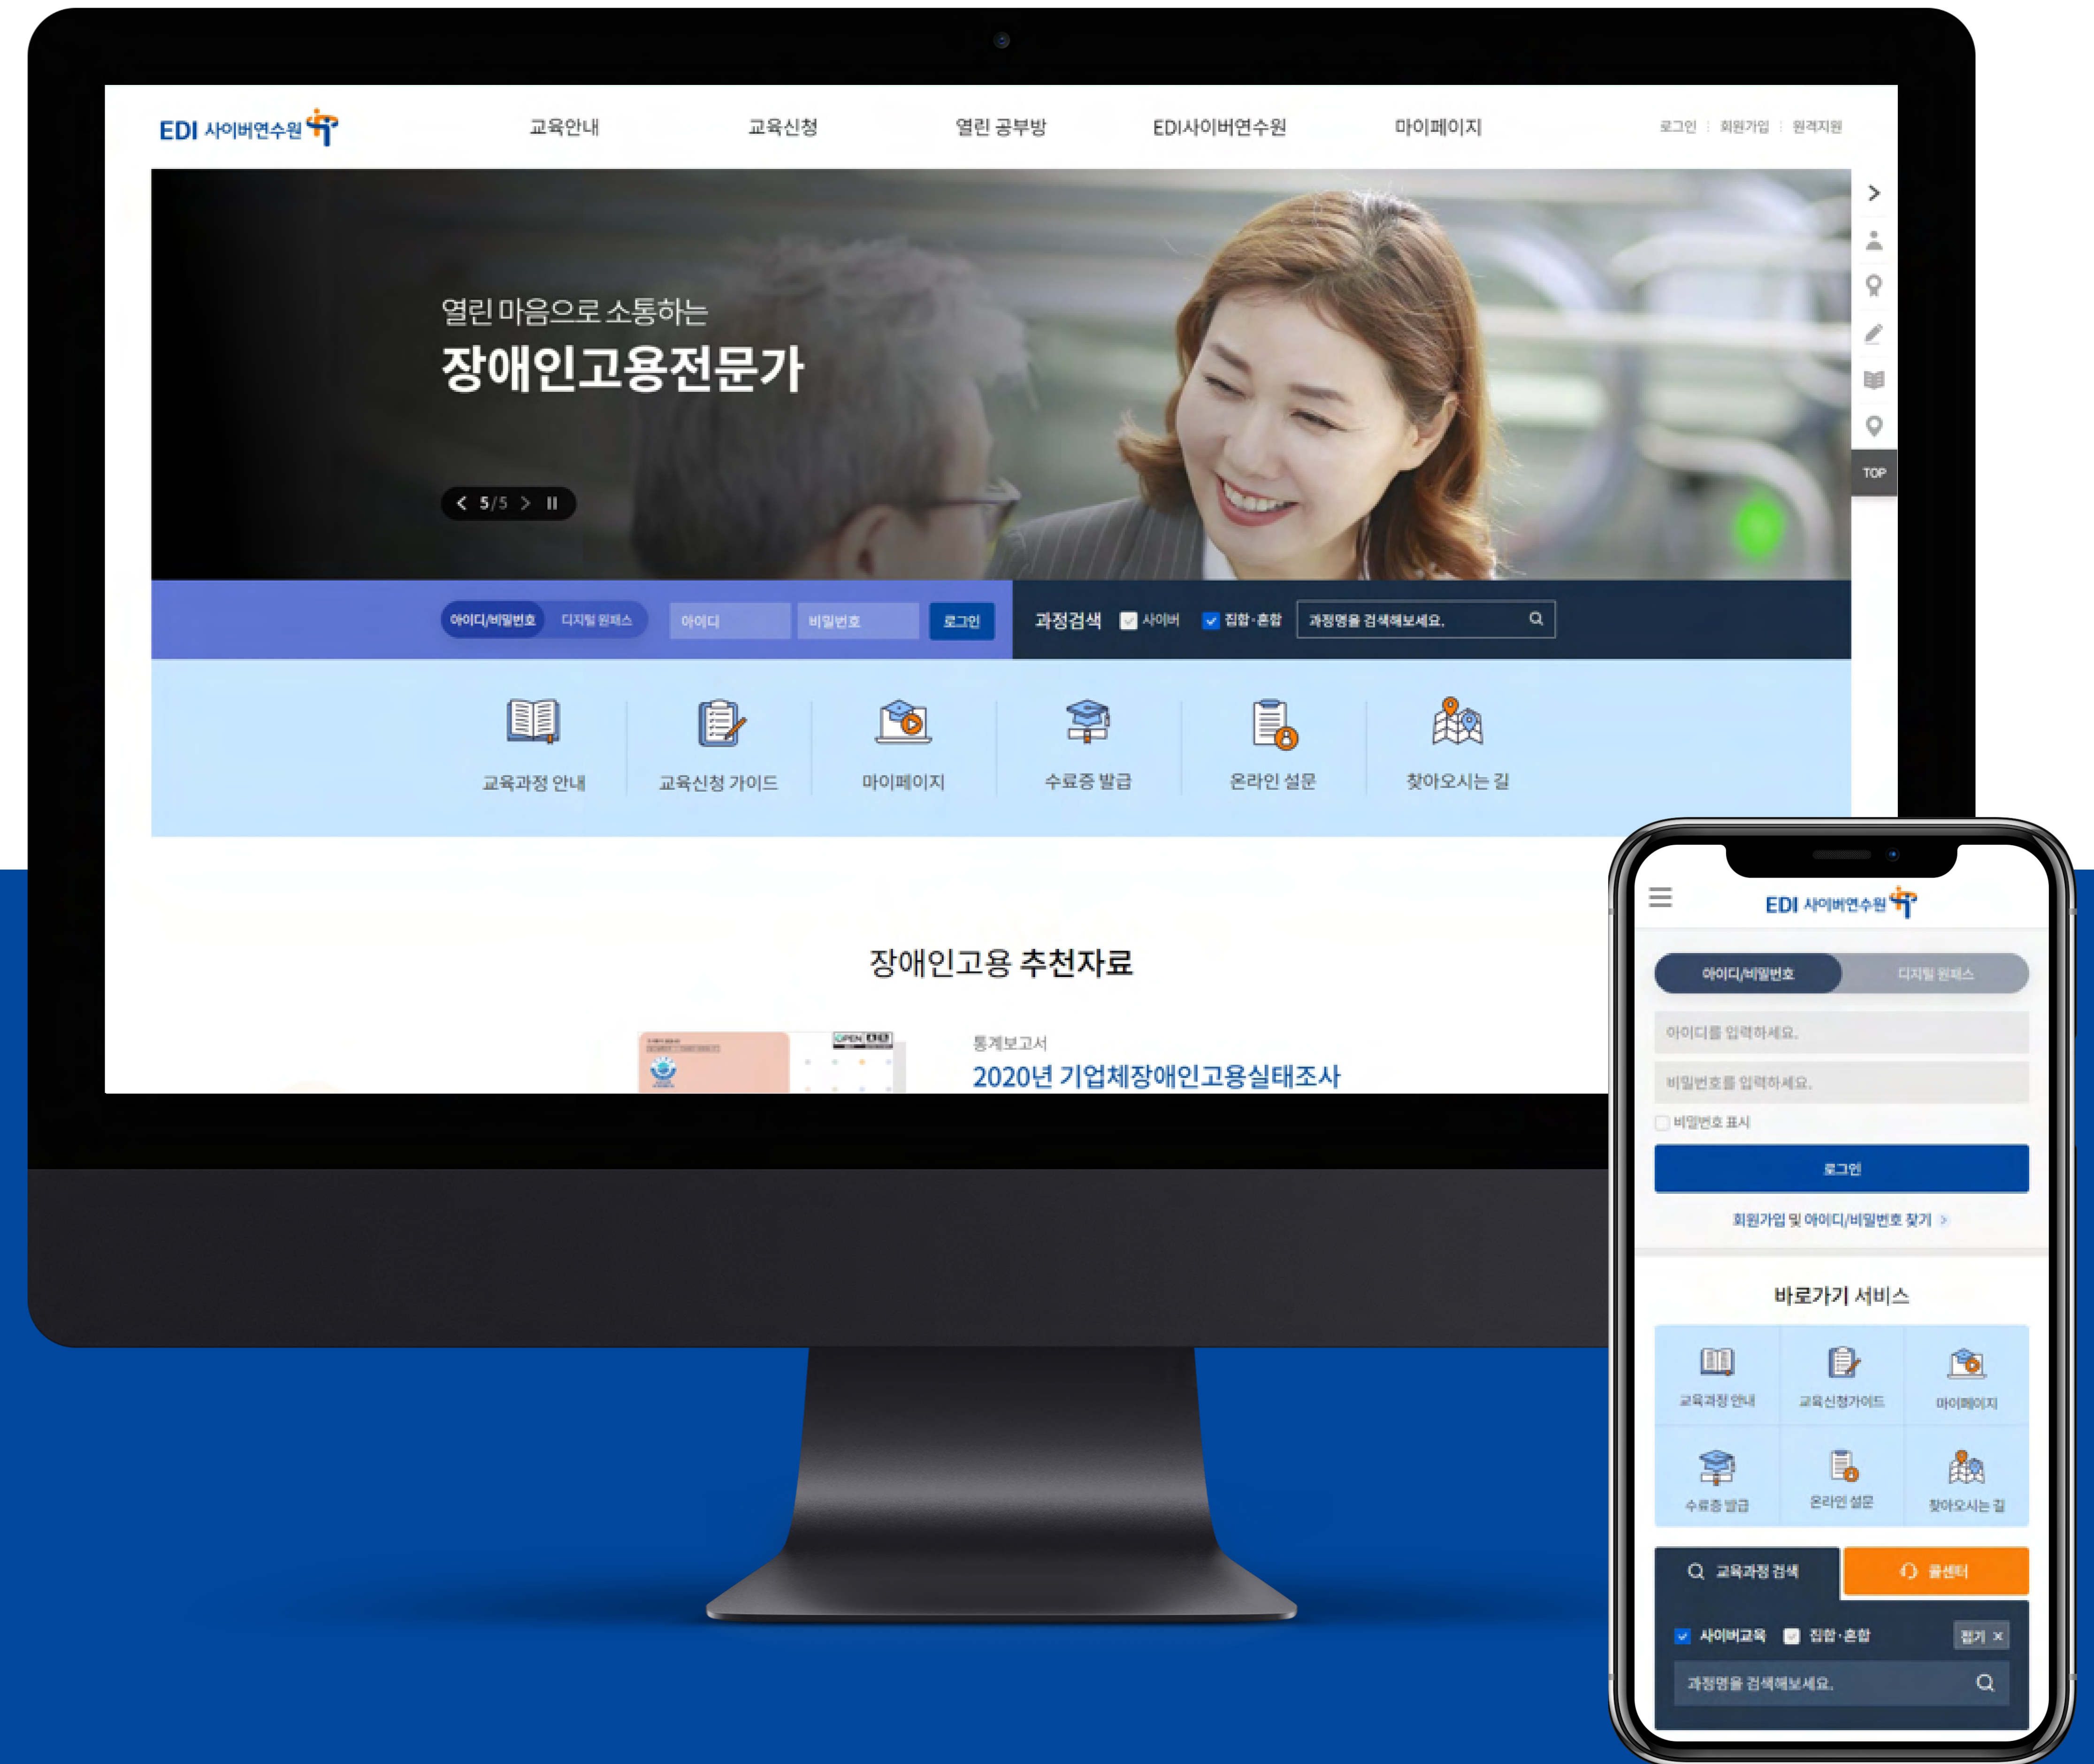 EDI 사이버연수원
교육안내
교육신청
열린 공부방
EDI사이버연수원
마이페이지
로그인
회원가입
원격지원
열린 마음으로 소통하는
장애인고용전문가
5/5
TOP
아이디/비밀번호
디지털 원패스
아이디
비밀번호
로그인
과정검색
사이버
집합·혼합
과정명을 검색해보세요.
교육과정 안내
교육신청 가이드
마이페이지
수료증 발급
온라인 설문
찾아오시는 길
장애인고용 추천자료
OPEN
통계보고서
2020년 기업체장애인고용실태조사
EDI 사이버연수원
아이디/비밀번호
디지털 원패스
아이디를 입력하세요.
비밀번호를 입력하세요.
비밀번호 표시
로그인
회원가입 및 아이디/비밀번호 찾기 >
바로가기 서비스
교육과정 안내
교육신청가이드
마이페이지
수료증 발급
온라인 설문
찾아오시는 길
교육과정 검색
콜센터
사이버교육
집합·혼합
접기 ×
과정명을 검색해보세요.